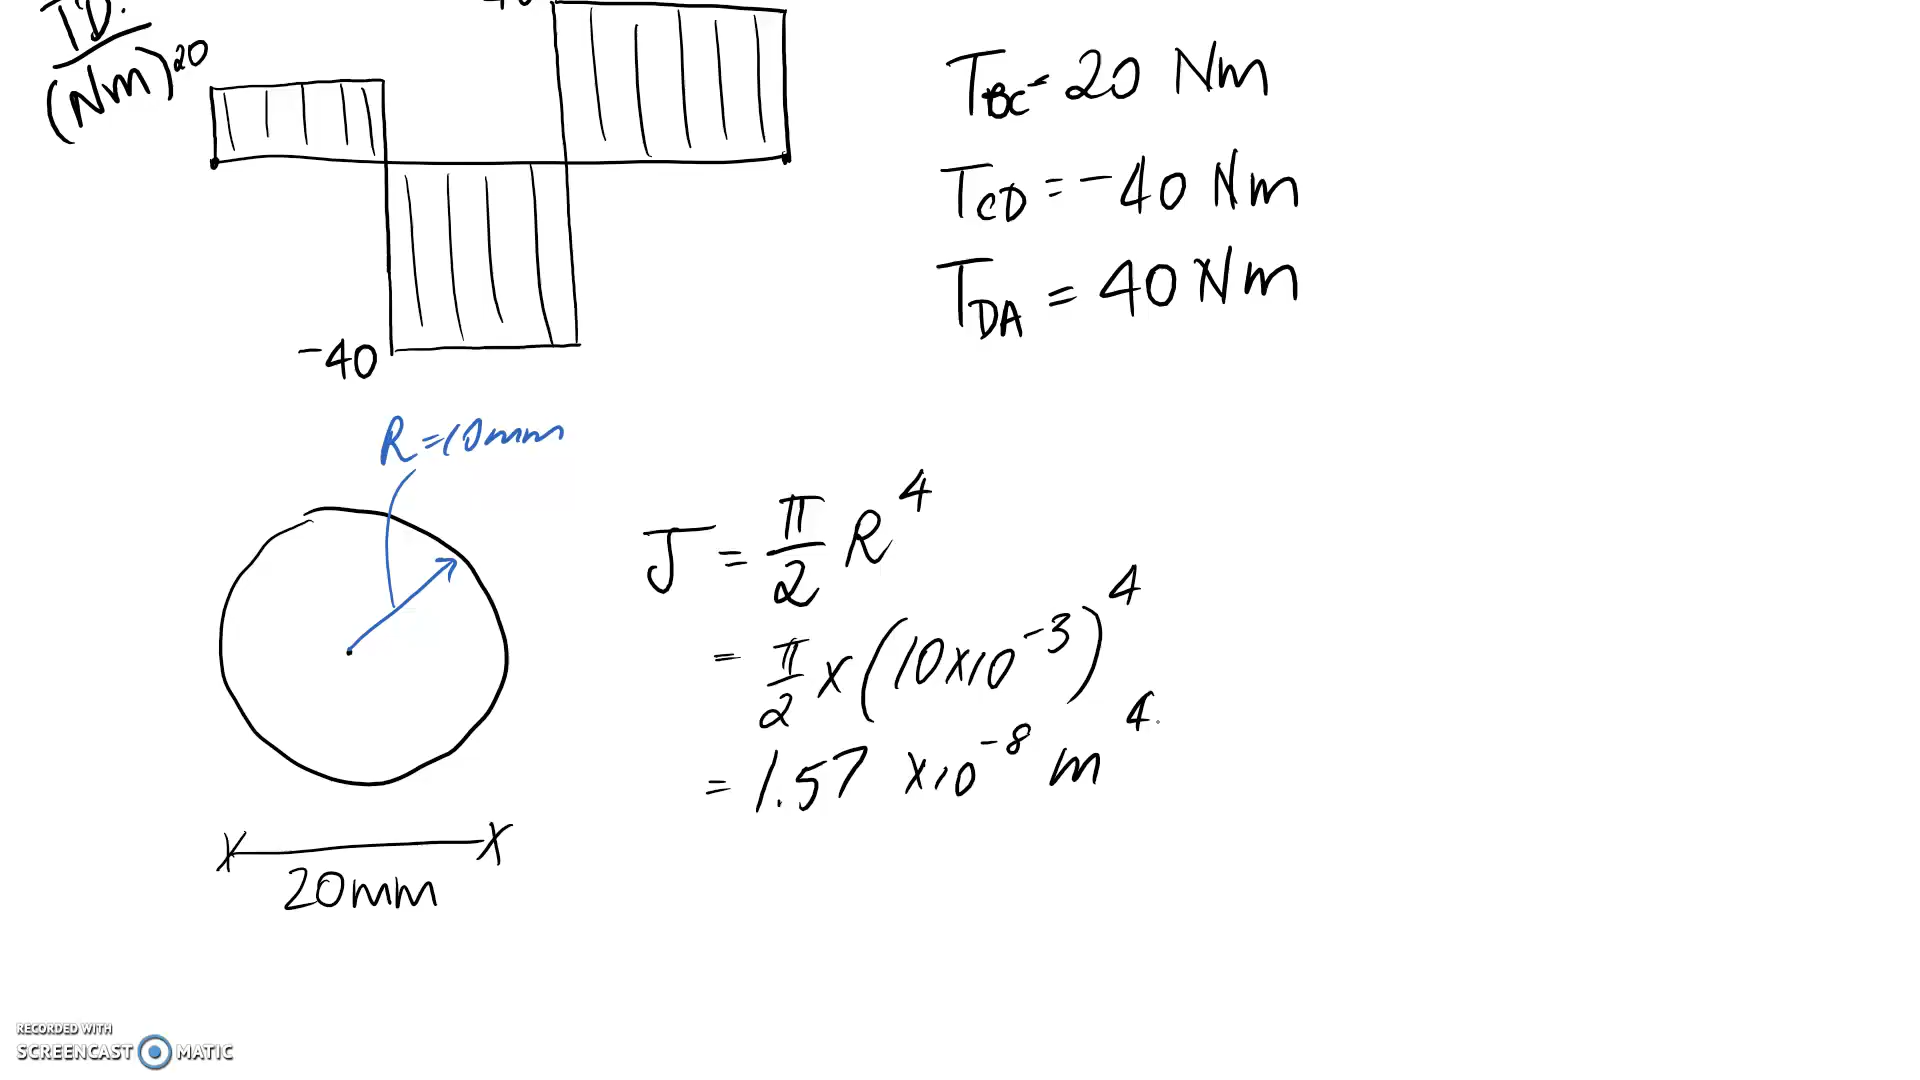 T.D.
(Nm)
20
T_BC = 20 Nm
T_CD = -40 Nm
T_DA = 40 Nm
-40
R=10mm
J = π/2 R^4
= π/2 x (10x10^-3)^4
= 1.57 x10^-8 m^4
20mm
RECORDED WITH
SCREENCAST MATIC